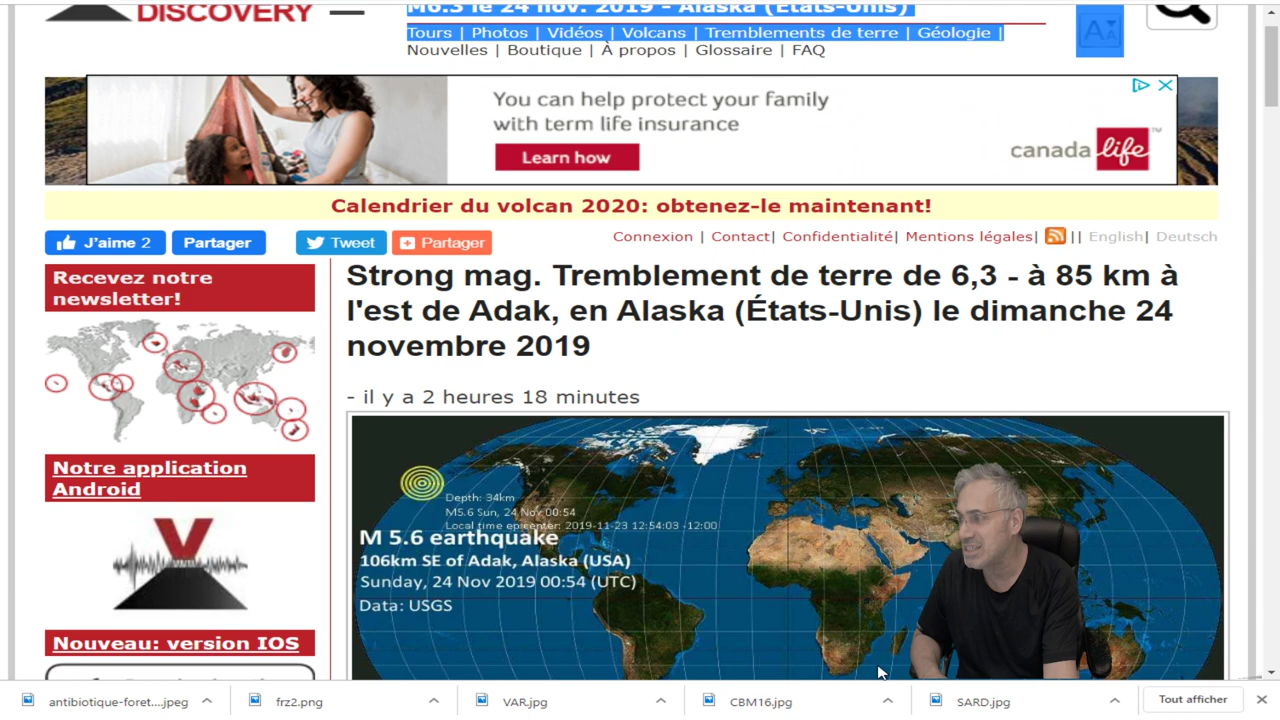 DISCOVERY
M6.3 le 24 nov. 2019 - Alaska (États-Unis)
Tours | Photos | Vidéos | Volcans | Tremblements de terre | Géologie |
Nouvelles | Boutique | À propos | Glossaire | FAQ
You can help protect your family
with term life insurance
Learn how
canada life™
Calendrier du volcan 2020: obtenez-le maintenant!
J'aime 2
Partager
Tweet
Partager
Connexion | Contact| Confidentialité| Mentions légales| || English| Deutsch
Recevez notre
newsletter!
Notre application
Android
Nouveau: version IOS
Strong mag. Tremblement de terre de 6,3 - à 85 km à
l'est de Adak, en Alaska (États-Unis) le dimanche 24
novembre 2019
- il y a 2 heures 18 minutes
Depth: 34km
M5.6 Sun, 24 Nov 00:54
Local time epicenter: 2019-11-23 12:54:03 -12:00
M 5.6 earthquake
106km SE of Adak, Alaska (USA)
Sunday, 24 Nov 2019 00:54 (UTC)
Data: USGS
antibiotique-foret....jpeg
frz2.png
VAR.jpg
CBM16.jpg
SARD.jpg
Tout afficher